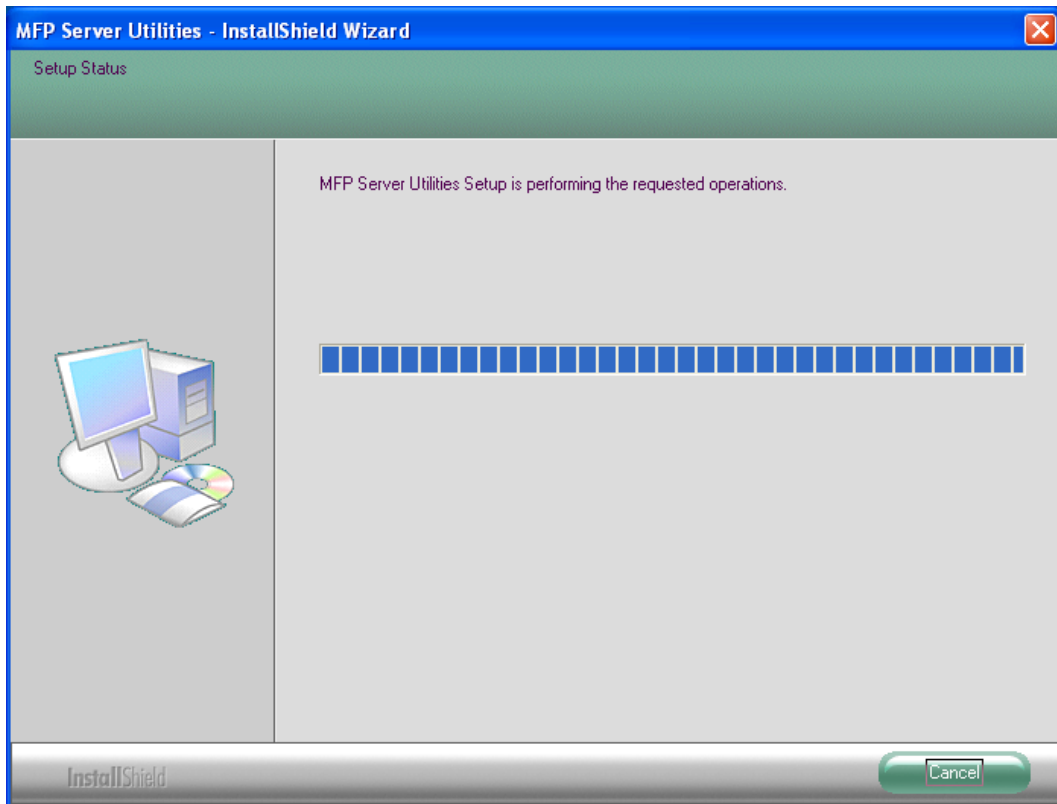 MFP Server Utilities - InstallShield Wizard
Setup Status
MFP Server Utilities Setup is performing the requested operations.
InstallShield
Cancel